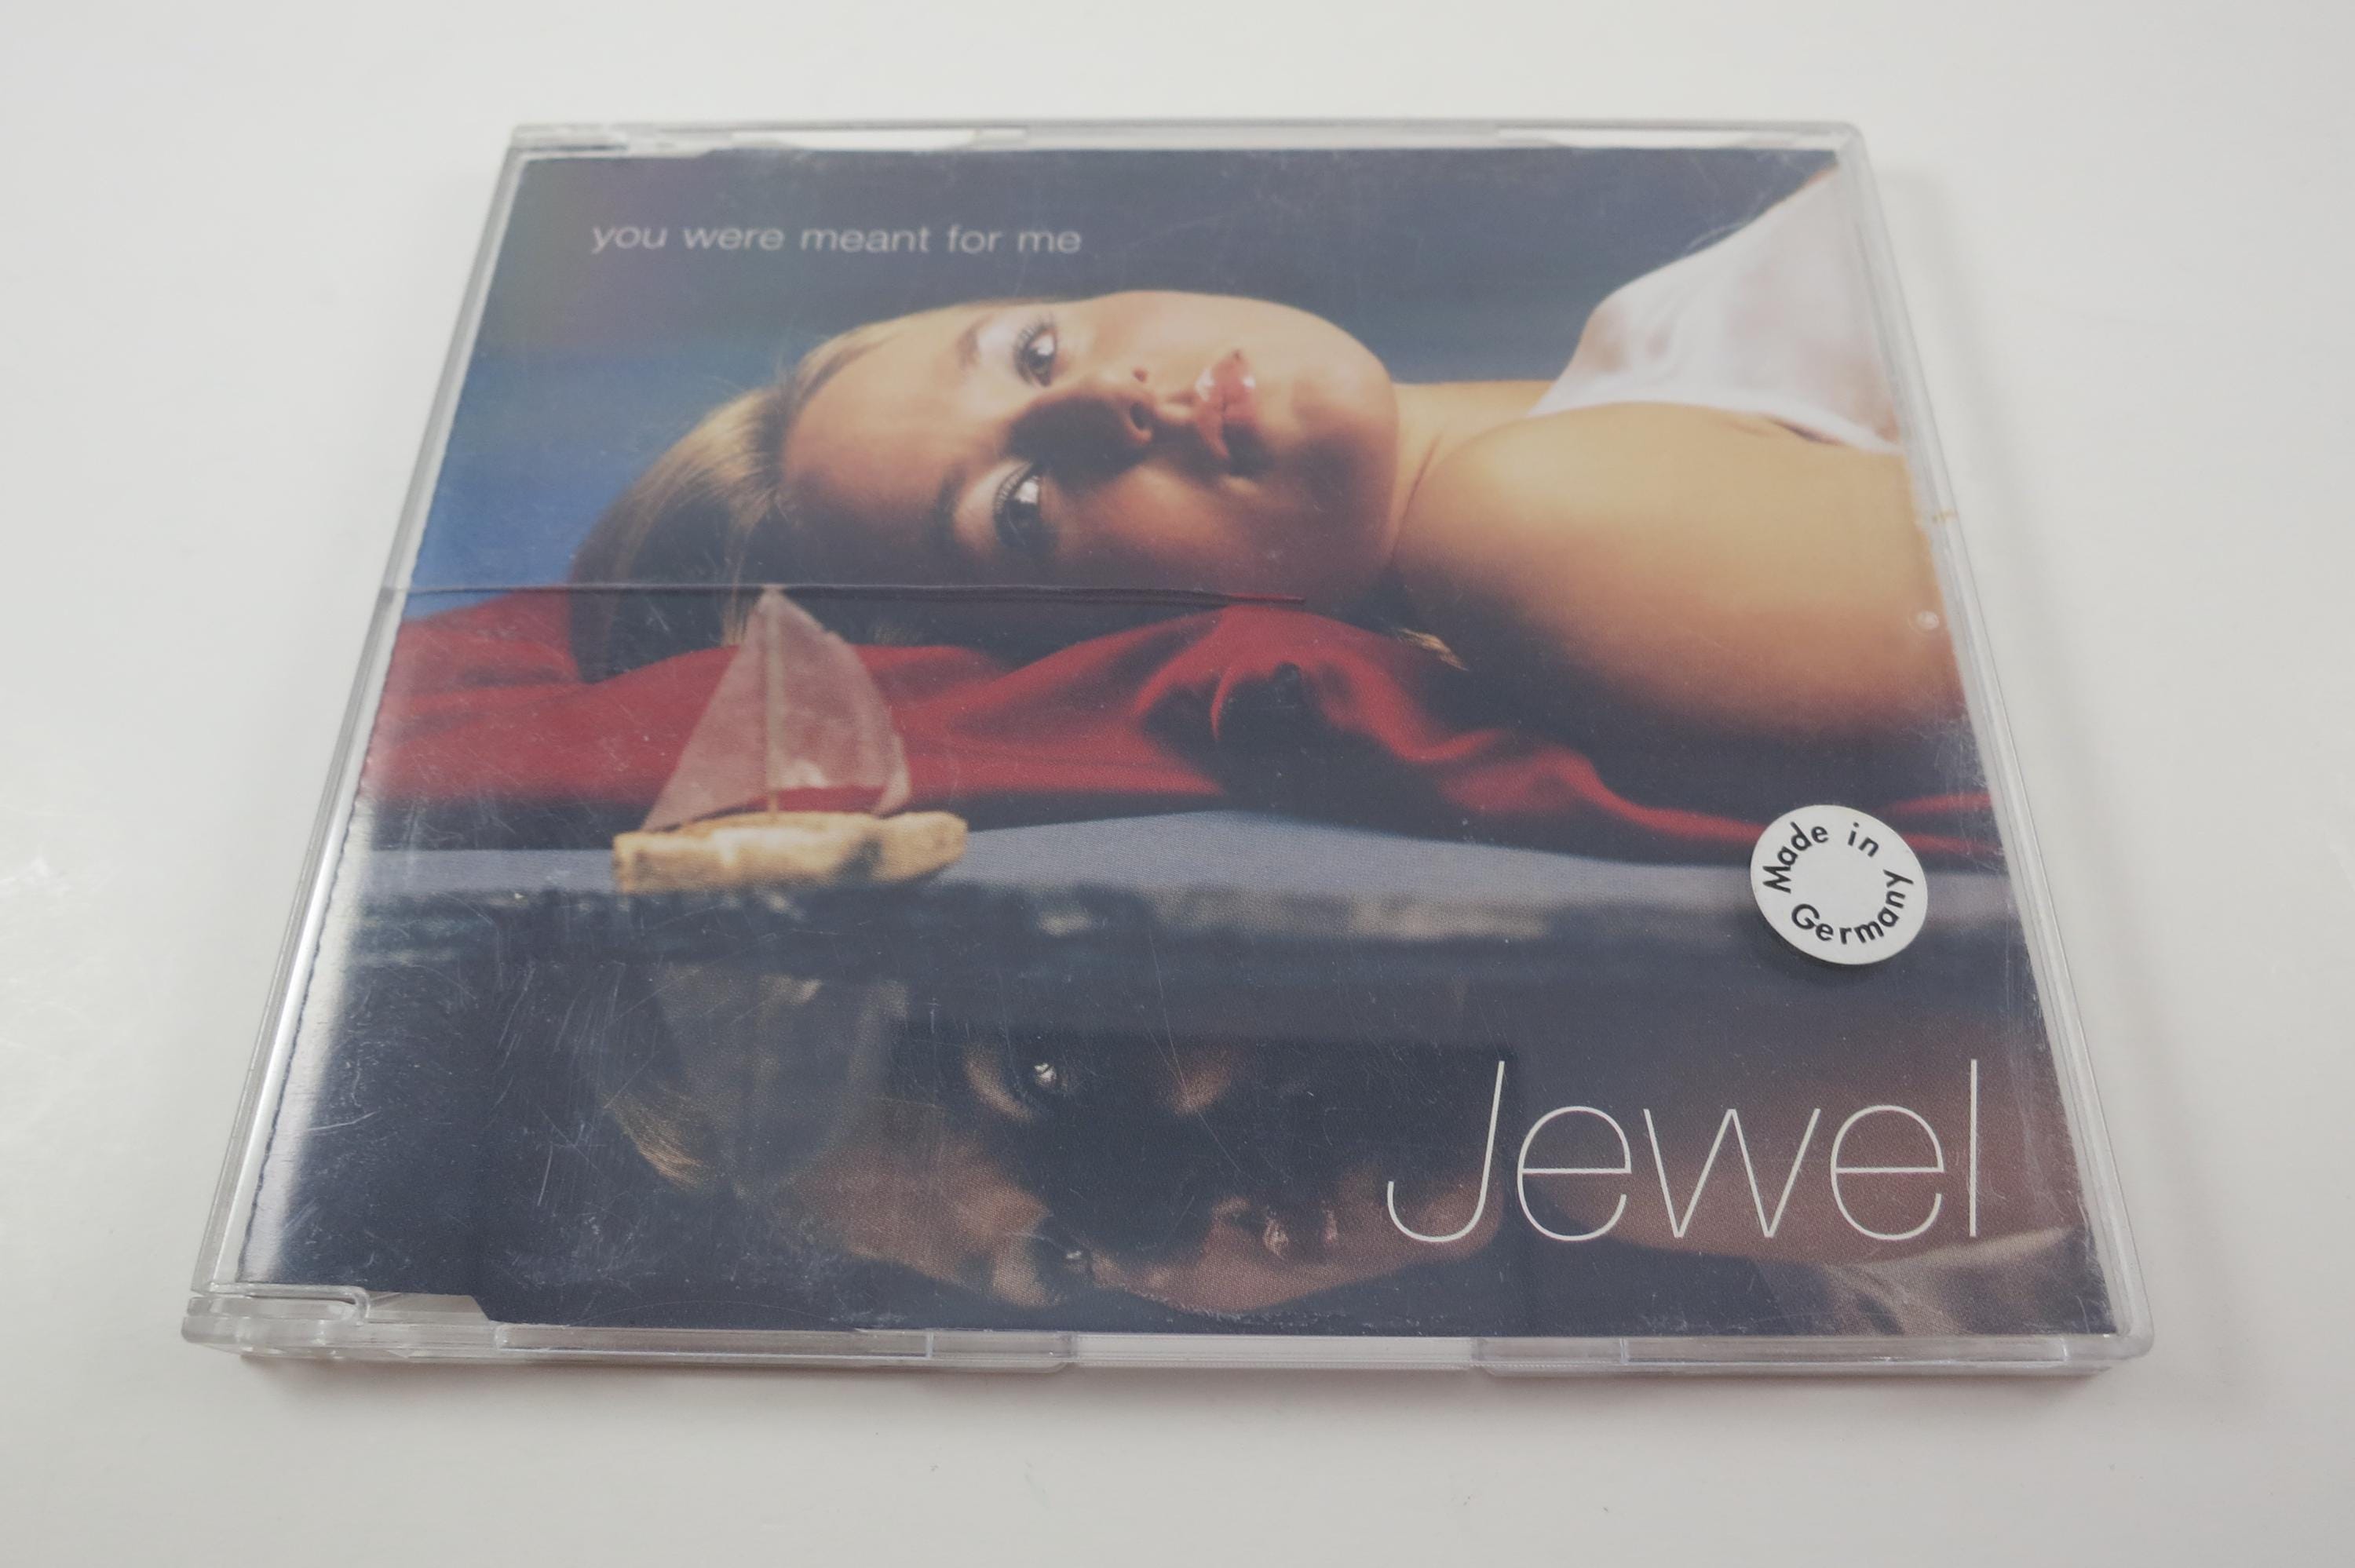 you were meant for me
Made in
Germany
Jewel